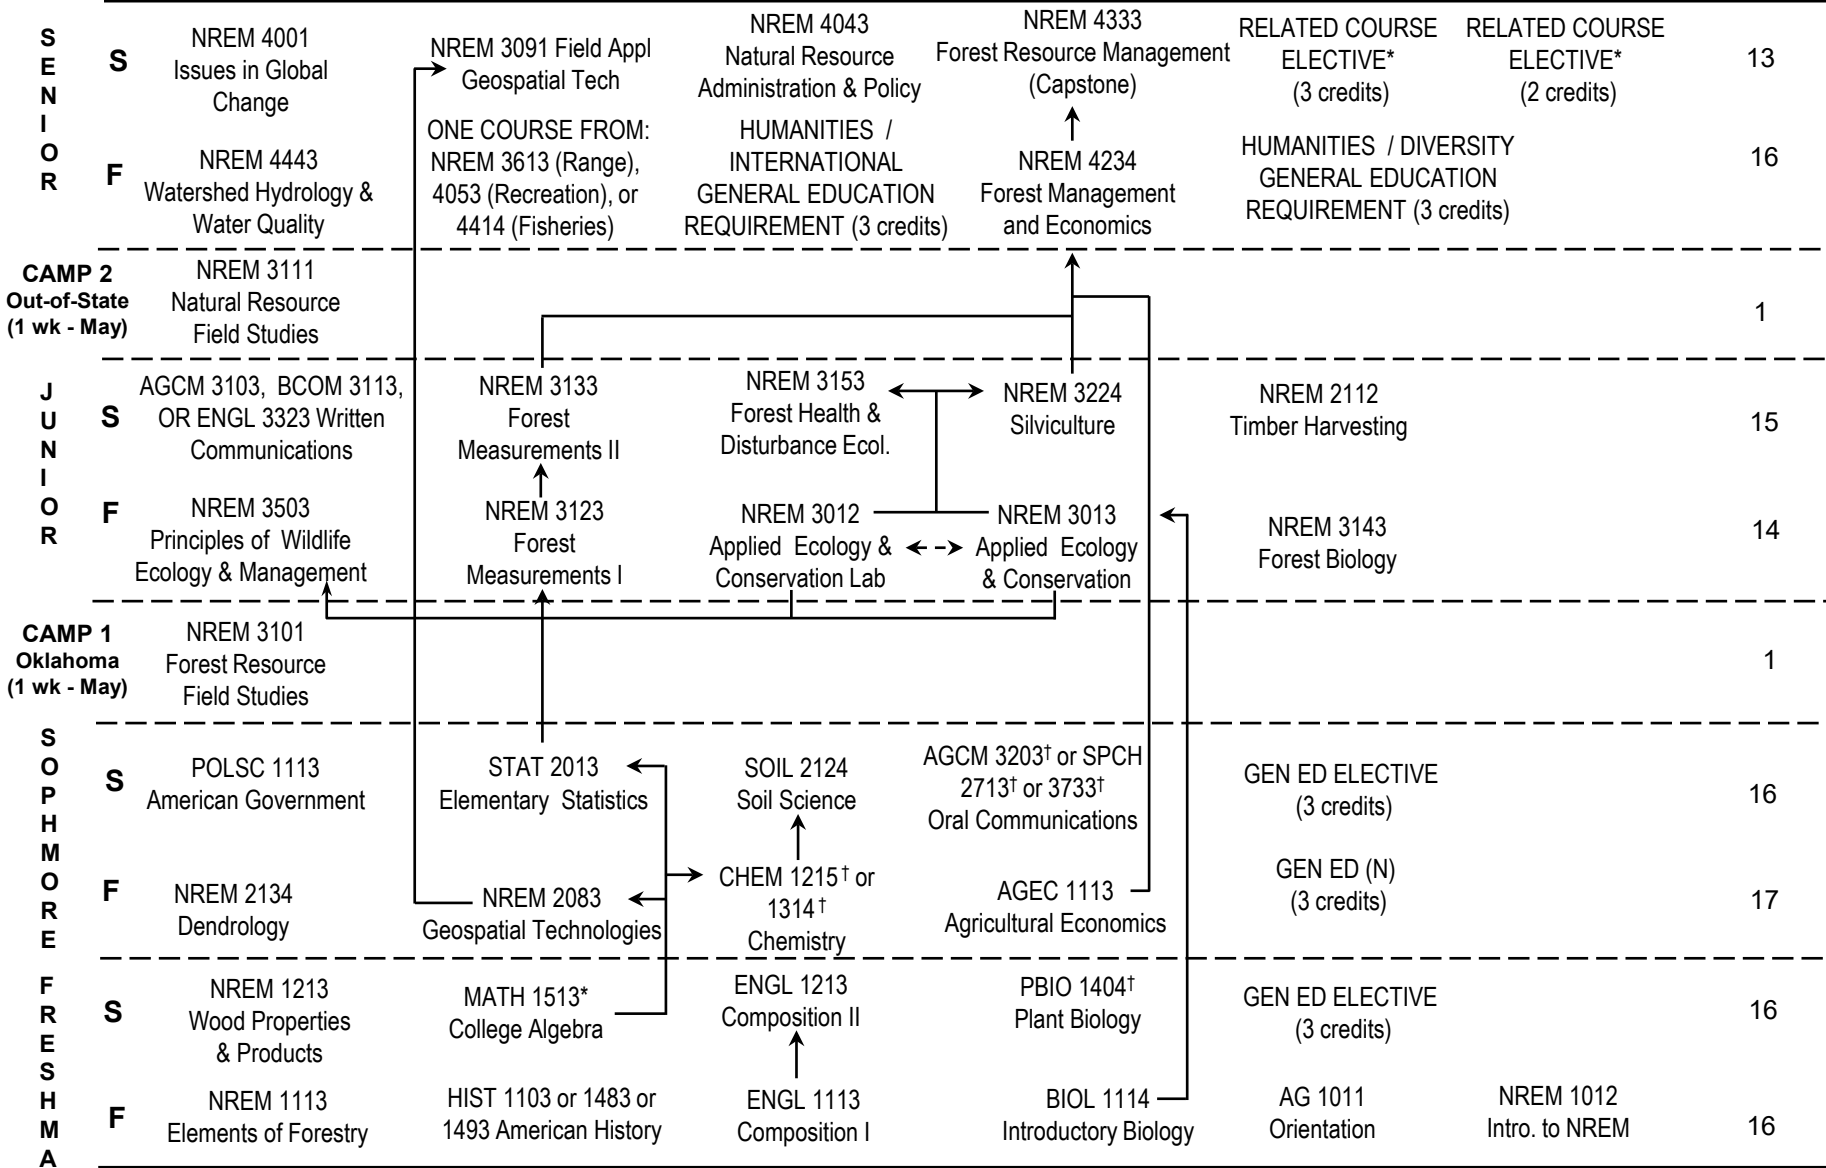 SENIOR
S
NREM 4001
Issues in Global
Change
NREM 3091 Field Appl
Geospatial Tech
NREM 4043
Natural Resource
Administration & Policy
NREM 4333
Forest Resource Management
(Capstone)
RELATED COURSE
ELECTIVE*
(3 credits)
RELATED COURSE
ELECTIVE*
(2 credits)
13
F
NREM 4443
Watershed Hydrology &
Water Quality
ONE COURSE FROM:
NREM 3613 (Range),
4053 (Recreation), or
4414 (Fisheries)
HUMANITIES /
INTERNATIONAL
GENERAL EDUCATION
REQUIREMENT (3 credits)
NREM 4234
Forest Management
and Economics
HUMANITIES / DIVERSITY
GENERAL EDUCATION
REQUIREMENT (3 credits)
16
CAMP 2
Out-of-State
(1 wk - May)
NREM 3111
Natural Resource
Field Studies
1
JUNIOR
S
AGCM 3103, BCOM 3113,
OR ENGL 3323 Written
Communications
NREM 3133
Forest
Measurements II
NREM 3153
Forest Health &
Disturbance Ecol.
NREM 3224
Silviculture
NREM 2112
Timber Harvesting
15
F
NREM 3503
Principles of Wildlife
Ecology & Management
NREM 3123
Forest
Measurements I
NREM 3012
Applied Ecology &
Conservation Lab
NREM 3013
Applied Ecology
& Conservation
NREM 3143
Forest Biology
14
CAMP 1
Oklahoma
(1 wk - May)
NREM 3101
Forest Resource
Field Studies
1
SOPHMORE
S
POLSC 1113
American Government
STAT 2013
Elementary Statistics
SOIL 2124
Soil Science
AGCM 3203† or SPCH
2713† or 3733†
Oral Communications
GEN ED ELECTIVE
(3 credits)
16
F
NREM 2134
Dendrology
NREM 2083
Geospatial Technologies
CHEM 1215† or
1314†
Chemistry
AGEC 1113
Agricultural Economics
GEN ED (N)
(3 credits)
17
FRESHMA
S
NREM 1213
Wood Properties
& Products
MATH 1513*
College Algebra
ENGL 1213
Composition II
PBIO 1404†
Plant Biology
GEN ED ELECTIVE
(3 credits)
16
F
NREM 1113
Elements of Forestry
HIST 1103 or 1483 or
1493 American History
ENGL 1113
Composition I
BIOL 1114
Introductory Biology
AG 1011
Orientation
NREM 1012
Intro. to NREM
16